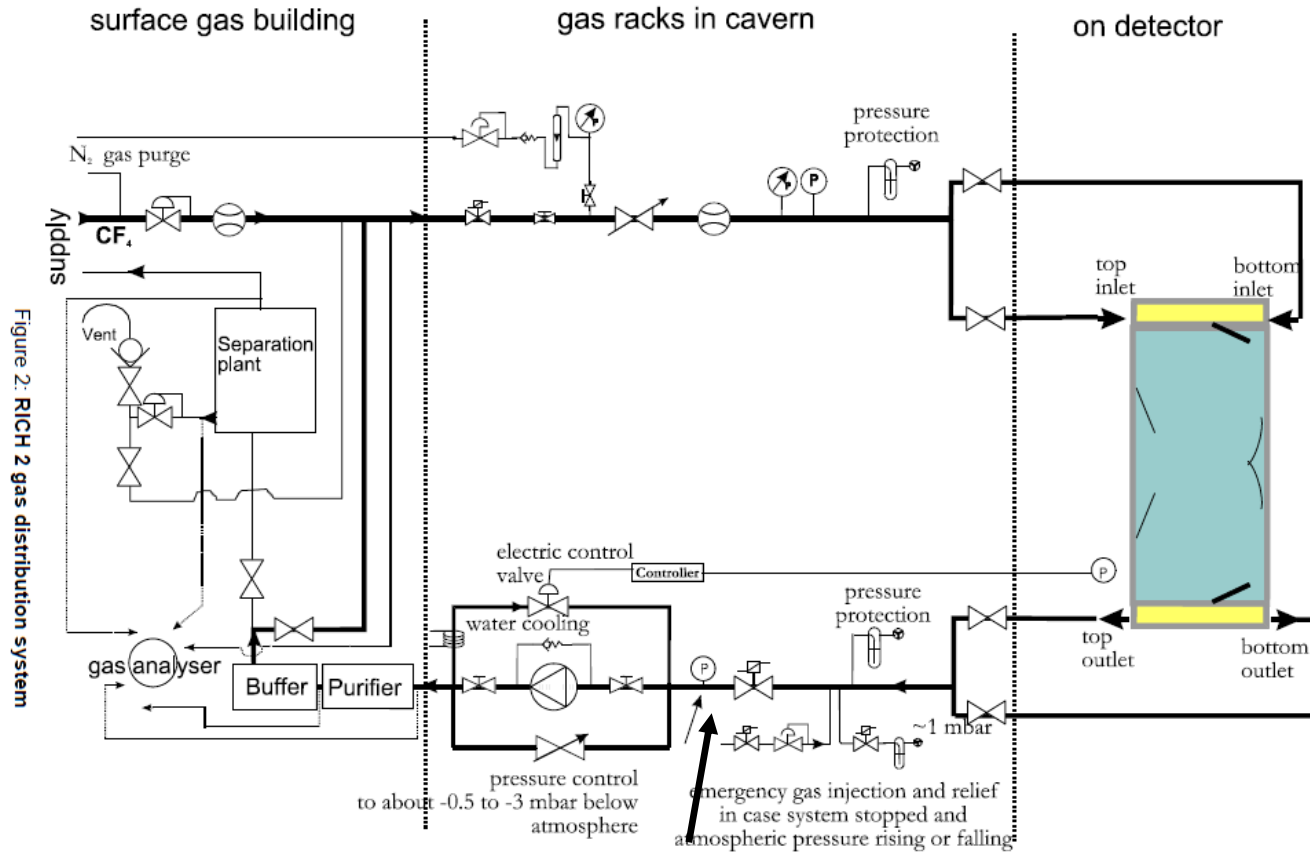 surface gas building
gas racks in cavern
on detector
N₂ gas purge
P
pressure
protection
P
P
supply
CF₄
top
inlet
bottom
inlet
Vent
Separation
plant
Figure 2: RICH 2 gas distribution system
electric control
valve
Controller
P
water cooling
pressure
protection
top
outlet
bottom
outlet
gas analyser
Buffer
Purifier
P
~1 mbar
pressure control
to about -0.5 to -3 mbar below
atmosphere
emergency gas injection and relief
in case system stopped and
atmospheric pressure rising or falling